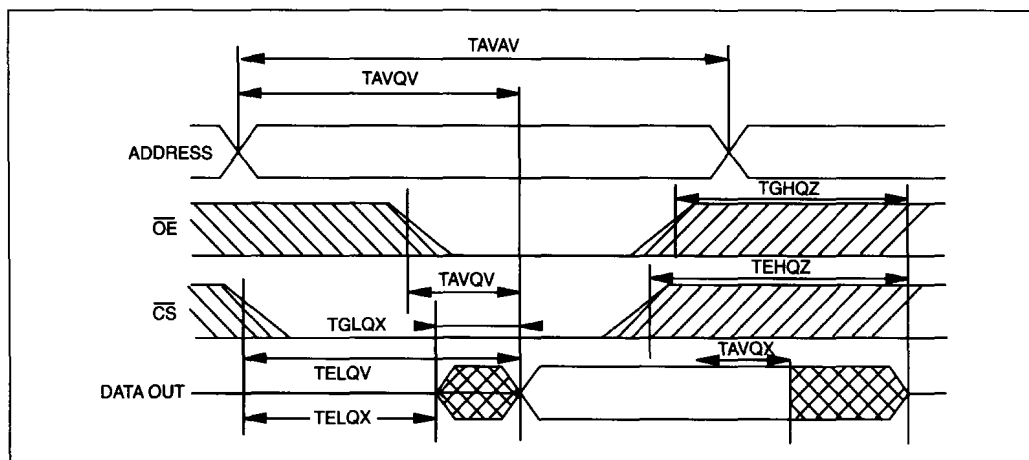 TAVAV
TAVQV
ADDRESS
TGHQZ
OE
TEHQZ
TAVQV
CS
TGLQX
TAVQX
TELQV
DATA OUT
TELQX